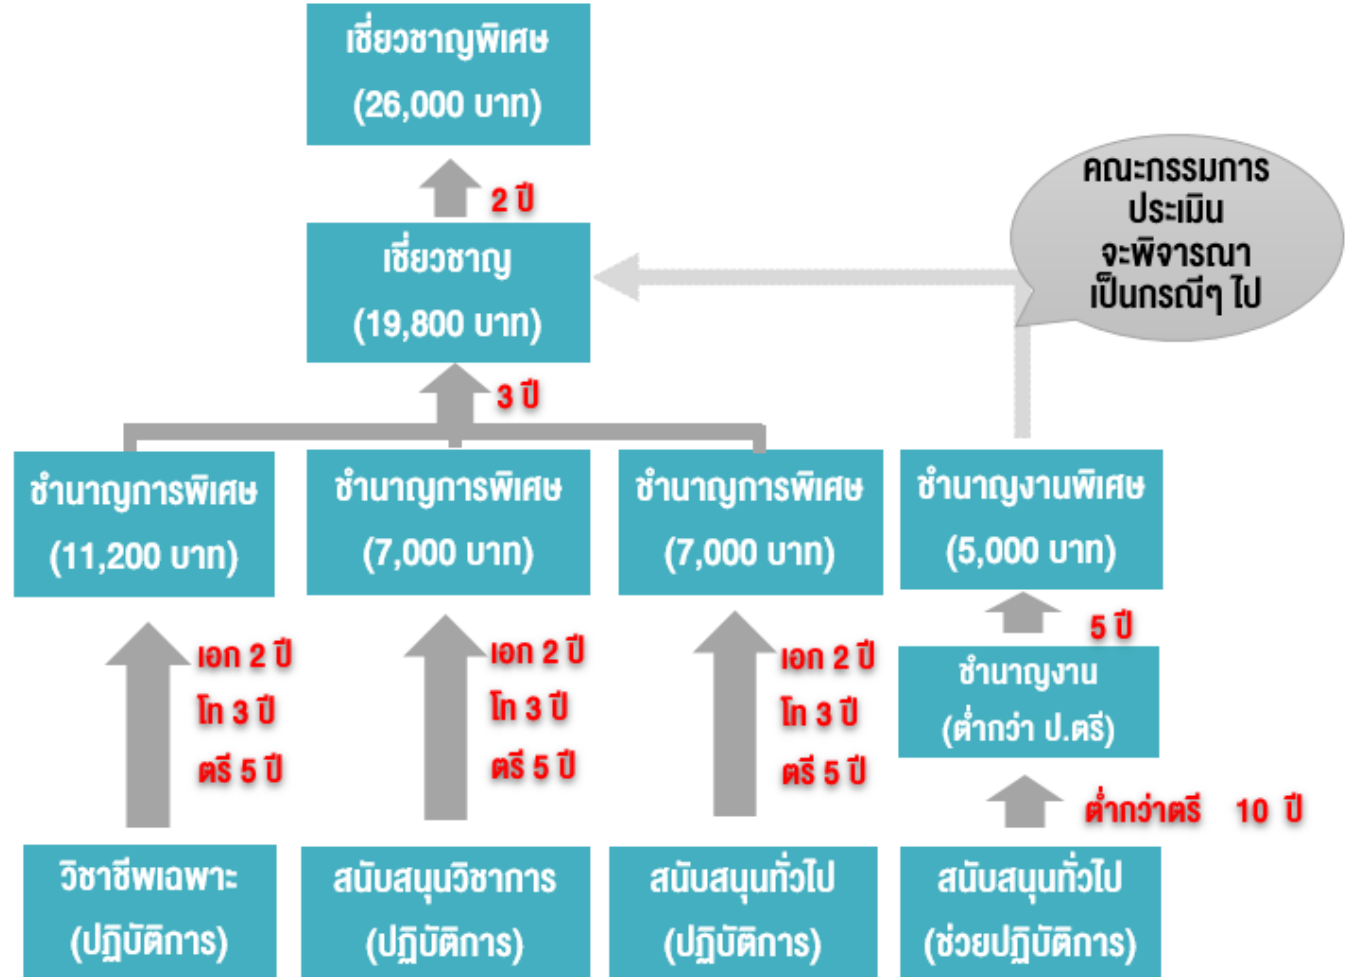 เชี่ยวชาญพิเศษ
(26,000 บาท)
2 ปี
คณะกรรมการ
ประเมิน
จะพิจารณา
เป็นกรณีๆ ไป
เชี่ยวชาญ
(19,800 บาท)
3 ปี
ชำนาญการพิเศษ
(11,200 บาท)
ชำนาญการพิเศษ
(7,000 บาท)
ชำนาญการพิเศษ
(7,000 บาท)
ชำนาญงานพิเศษ
(5,000 บาท)
เอก 2 ปี
โท 3 ปี
ตรี 5 ปี
เอก 2 ปี
โท 3 ปี
ตรี 5 ปี
เอก 2 ปี
โท 3 ปี
ตรี 5 ปี
5 ปี
ชำนาญงาน
(ต่ำกว่า ป.ตรี)
ต่ำกว่าตรี 10 ปี
วิชาชีพเฉพาะ
(ปฏิบัติการ)
สนับสนุนวิชาการ
(ปฏิบัติการ)
สนับสนุนทั่วไป
(ปฏิบัติการ)
สนับสนุนทั่วไป
(ช่วยปฏิบัติการ)